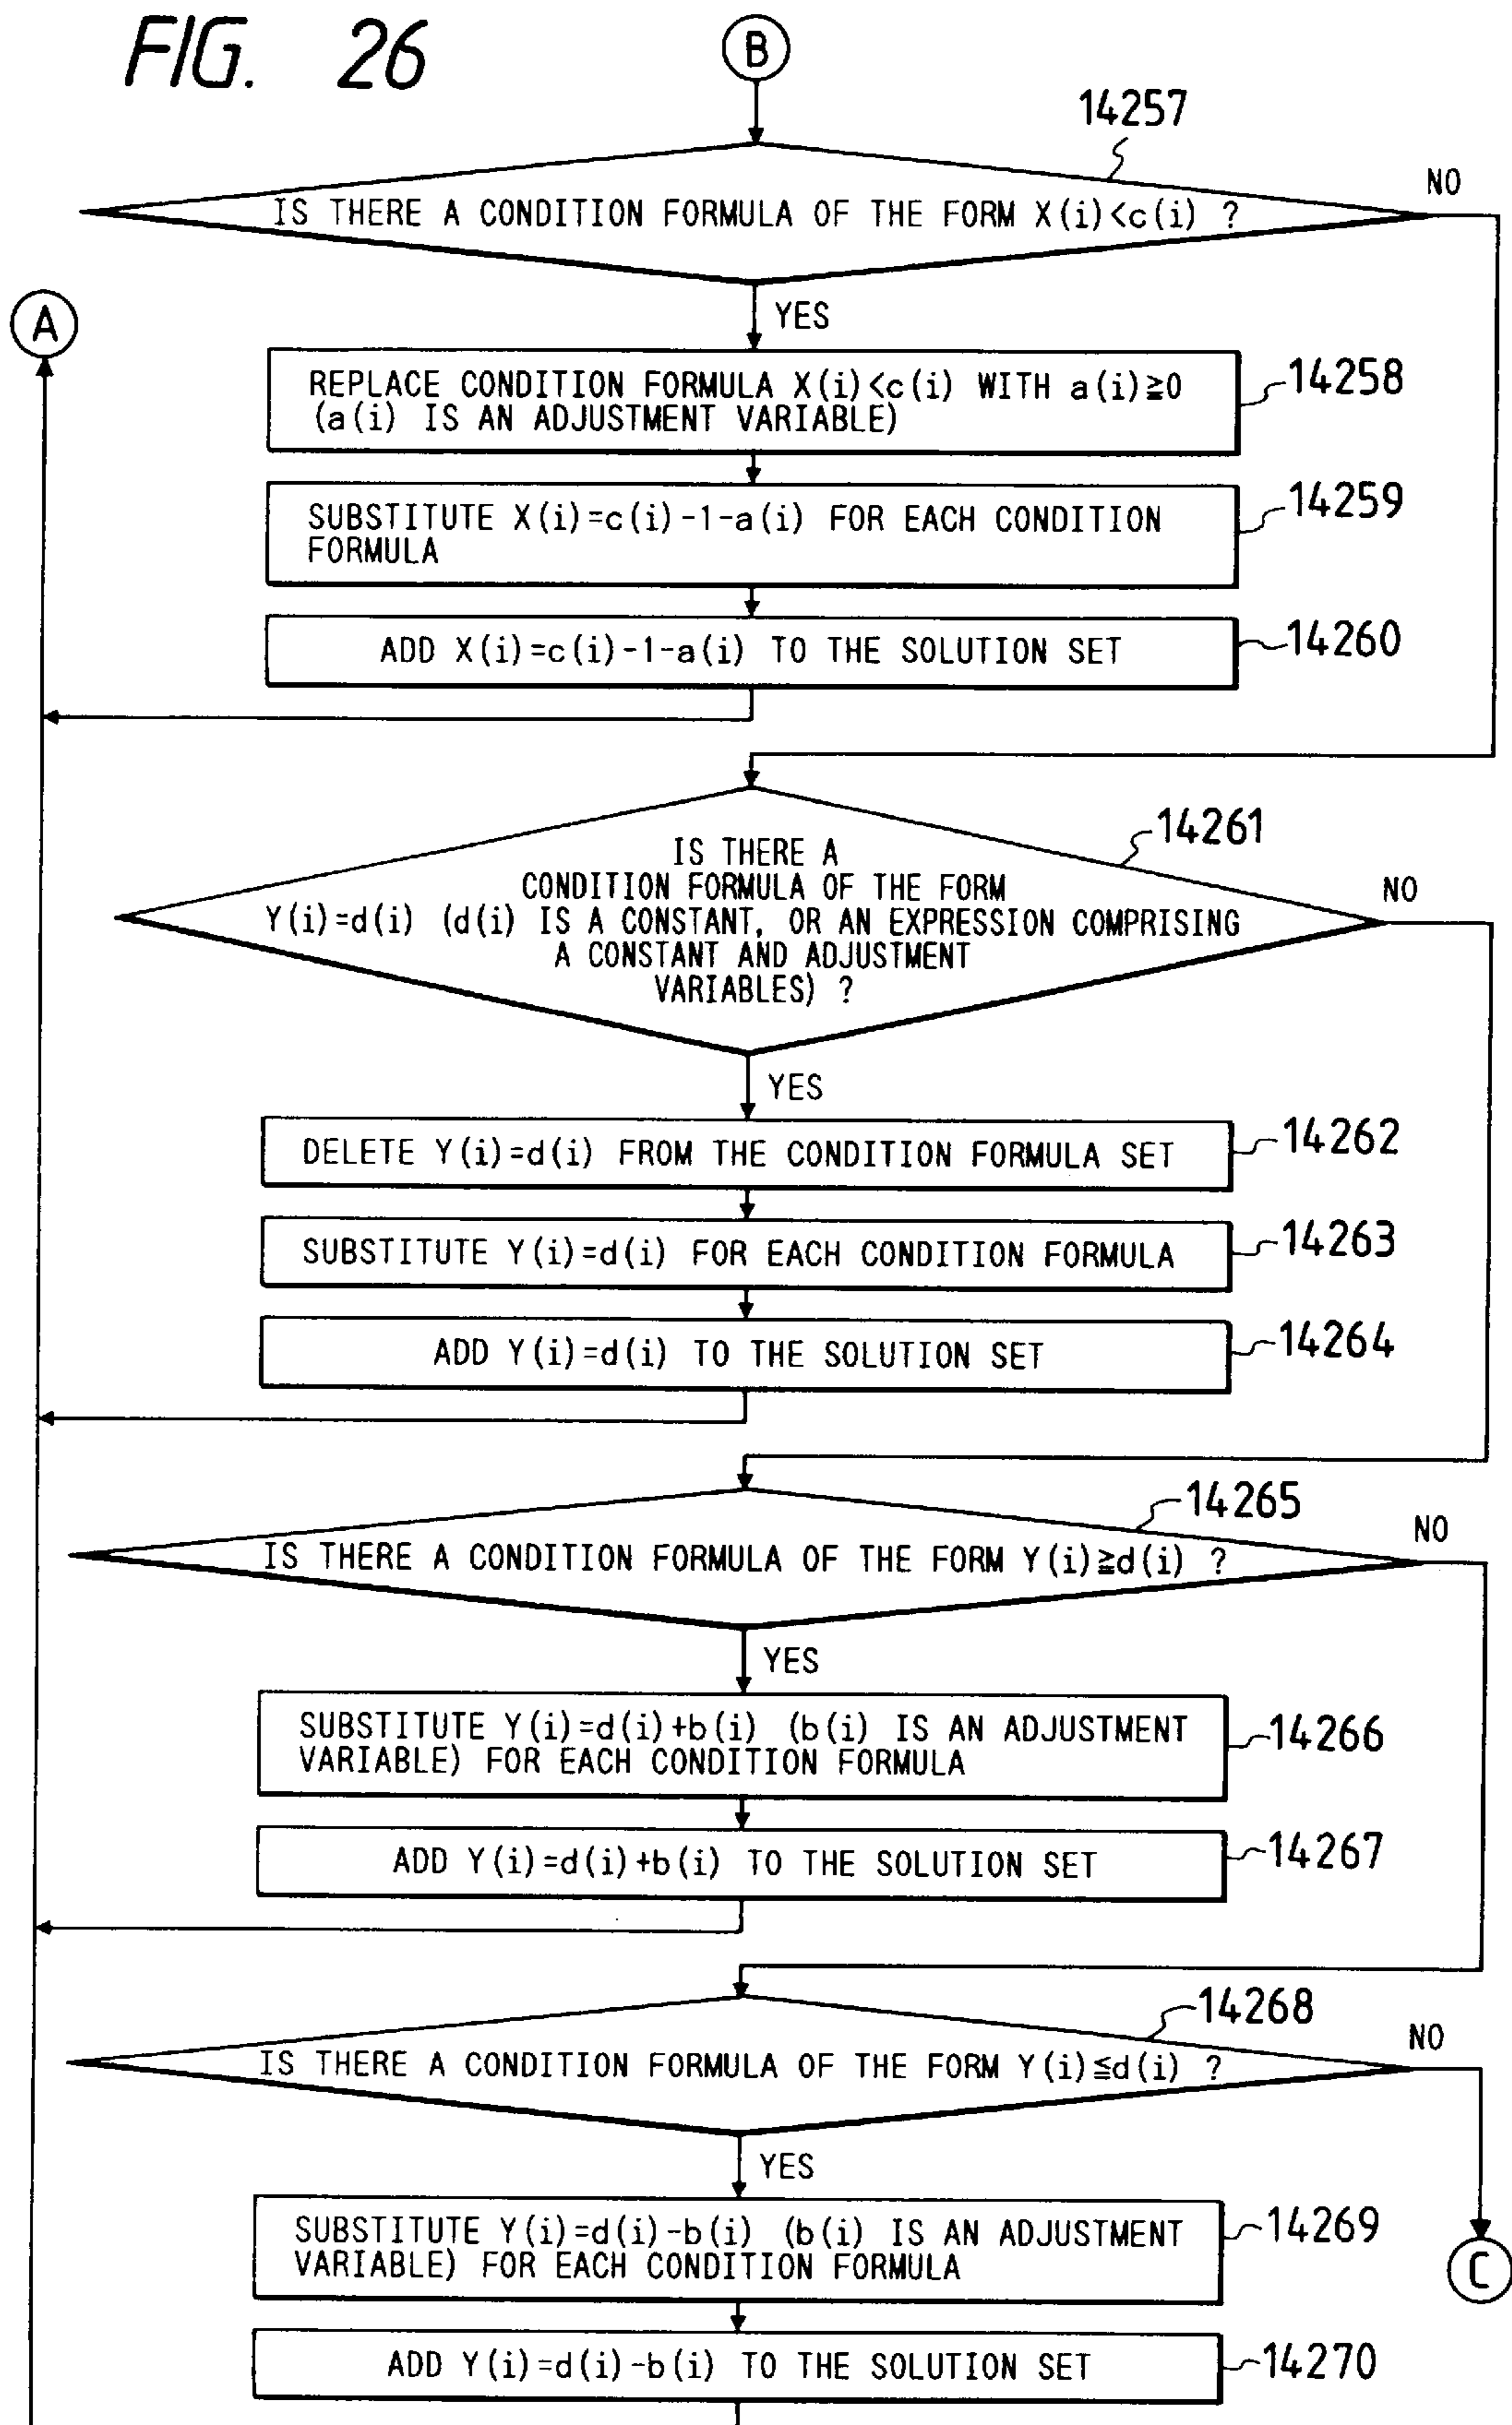 FIG. 26
B
14257
NO
IS THERE A CONDITION FORMULA OF THE FORM X(i)<c(i) ?
A
YES
REPLACE CONDITION FORMULA X(i)<c(i) WITH a(i)≧0
(a(i) IS AN ADJUSTMENT VARIABLE)
14258
SUBSTITUTE X(i)=c(i)-1-a(i) FOR EACH CONDITION
FORMULA
14259
ADD X(i)=c(i)-1-a(i) TO THE SOLUTION SET
14260
14261
NO
IS THERE A
CONDITION FORMULA OF THE FORM
Y(i)=d(i) (d(i) IS A CONSTANT, OR AN EXPRESSION COMPRISING
A CONSTANT AND ADJUSTMENT
VARIABLES) ?
YES
DELETE Y(i)=d(i) FROM THE CONDITION FORMULA SET
14262
SUBSTITUTE Y(i)=d(i) FOR EACH CONDITION FORMULA
14263
ADD Y(i)=d(i) TO THE SOLUTION SET
14264
14265
NO
IS THERE A CONDITION FORMULA OF THE FORM Y(i)≧d(i) ?
YES
SUBSTITUTE Y(i)=d(i)+b(i) (b(i) IS AN ADJUSTMENT
VARIABLE) FOR EACH CONDITION FORMULA
14266
ADD Y(i)=d(i)+b(i) TO THE SOLUTION SET
14267
14268
NO
IS THERE A CONDITION FORMULA OF THE FORM Y(i)≦d(i) ?
YES
SUBSTITUTE Y(i)=d(i)-b(i) (b(i) IS AN ADJUSTMENT
VARIABLE) FOR EACH CONDITION FORMULA
14269
C
ADD Y(i)=d(i)-b(i) TO THE SOLUTION SET
14270